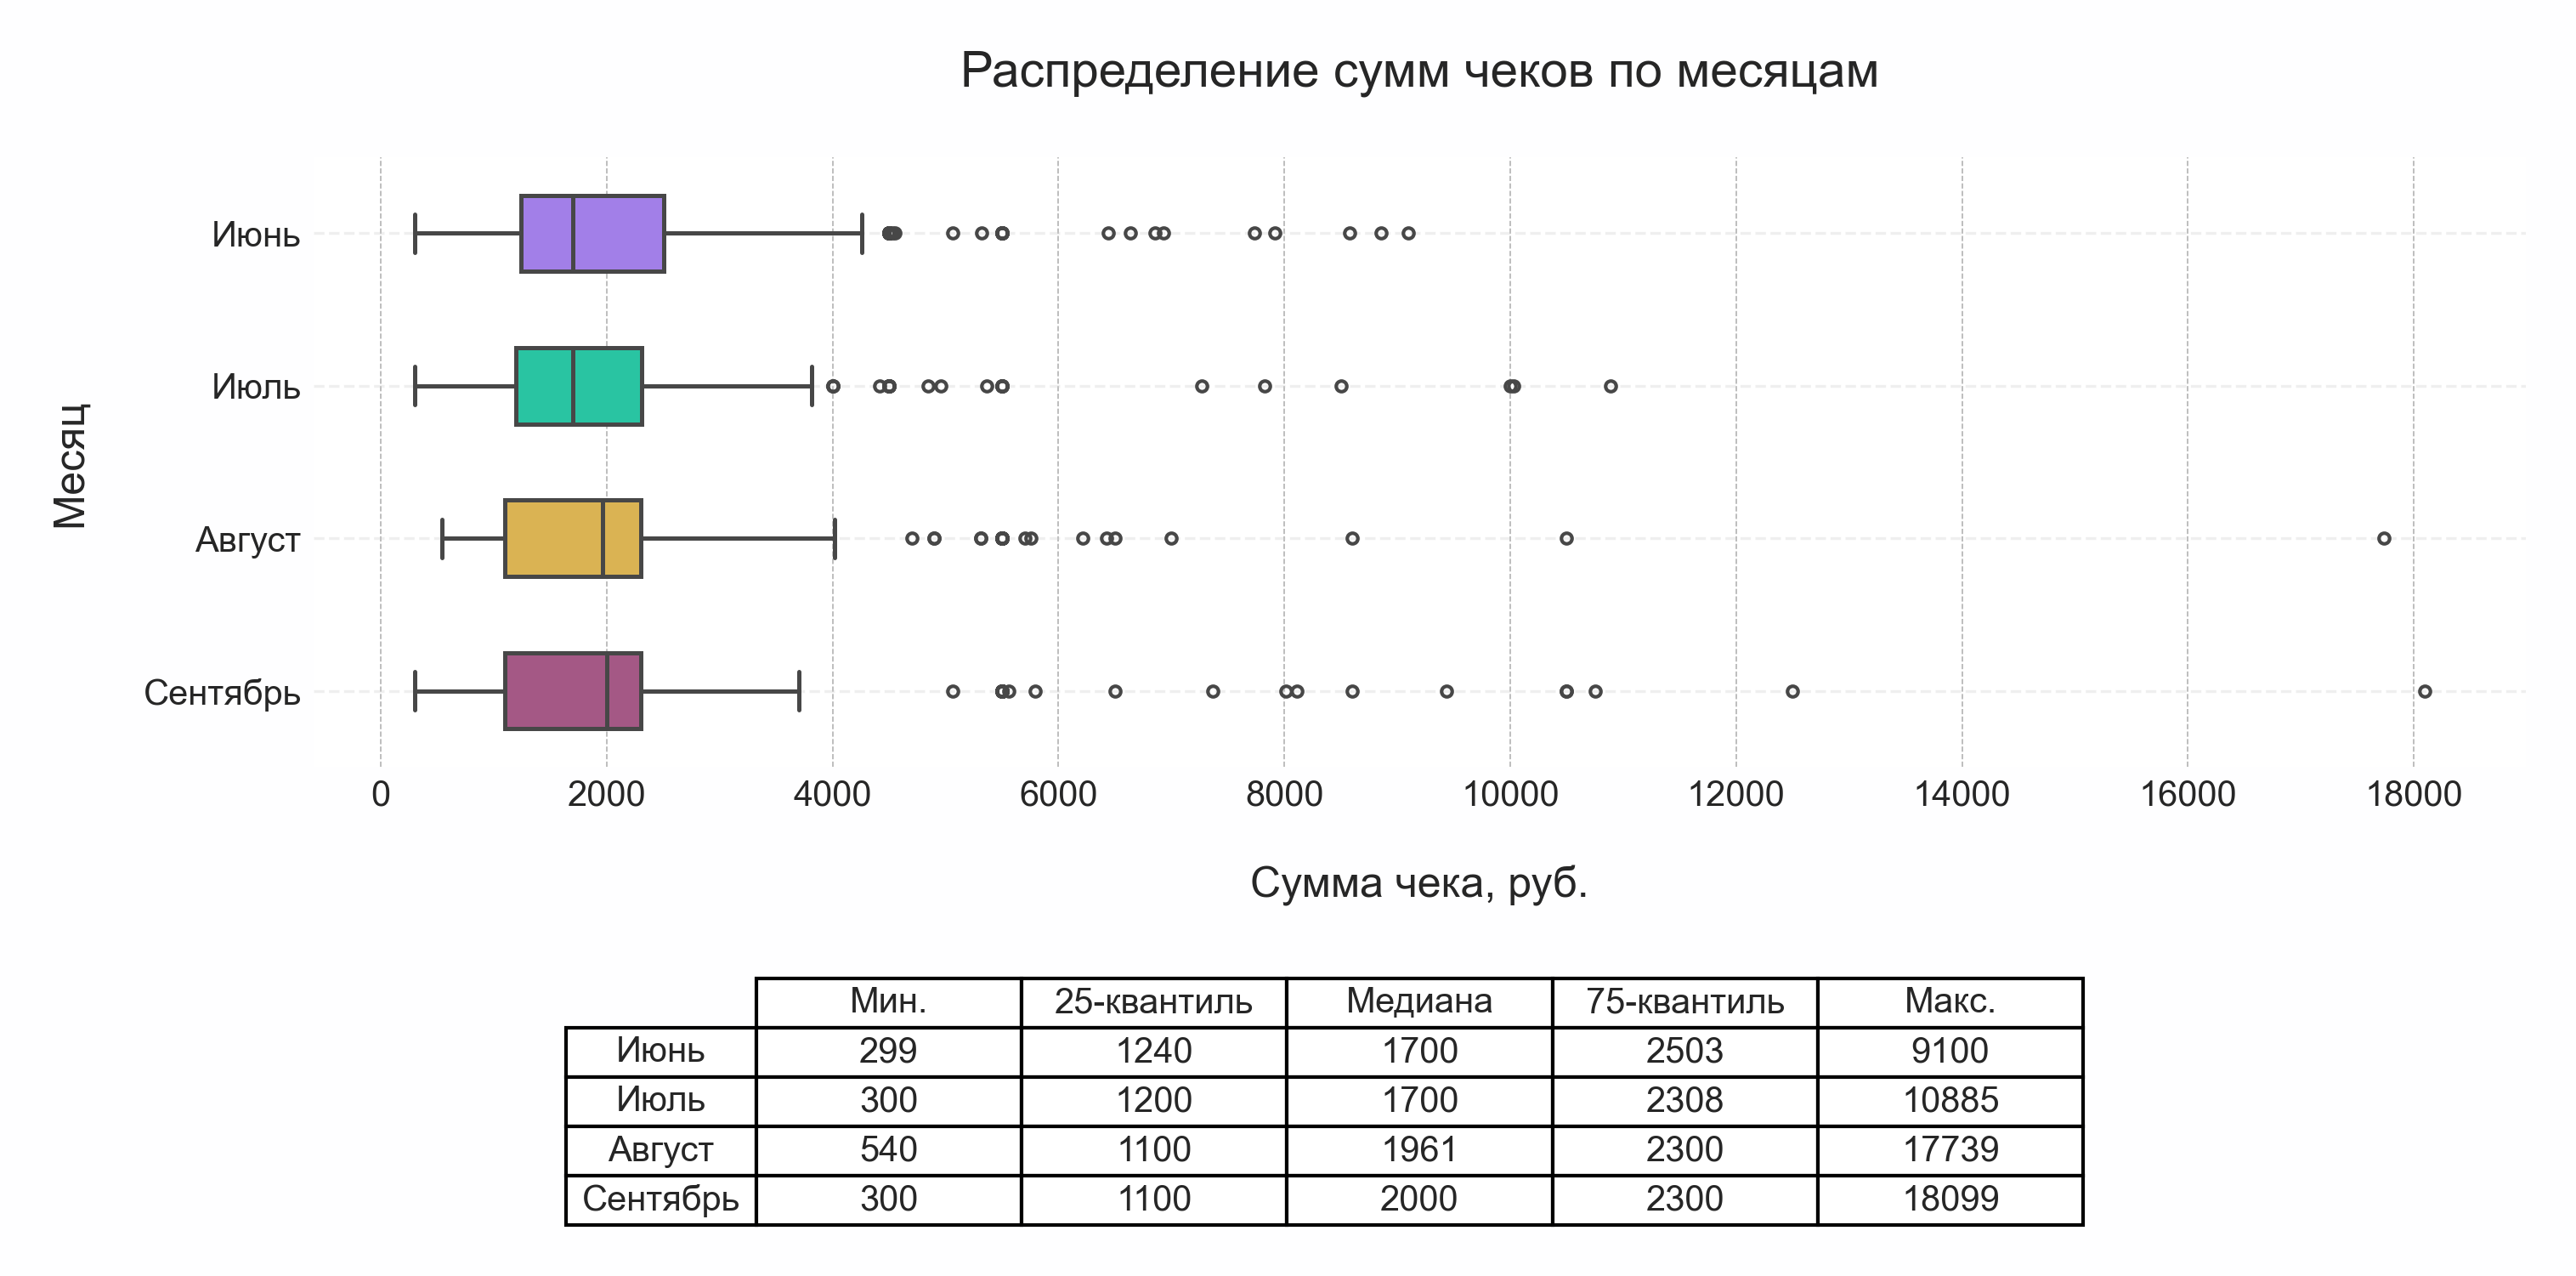 Распределение сумм чеков по месяцам
Месяц
Июнь
Июль
Август
Сентябрь
0 2000 4000 6000 8000 10000 12000 14000 16000 18000
Сумма чека, руб.
Мин. 25-квантиль Медиана 75-квантиль Макс.
Июнь 299 1240 1700 2503 9100
Июль 300 1200 1700 2308 10885
Август 540 1100 1961 2300 17739
Сентябрь 300 1100 2000 2300 18099